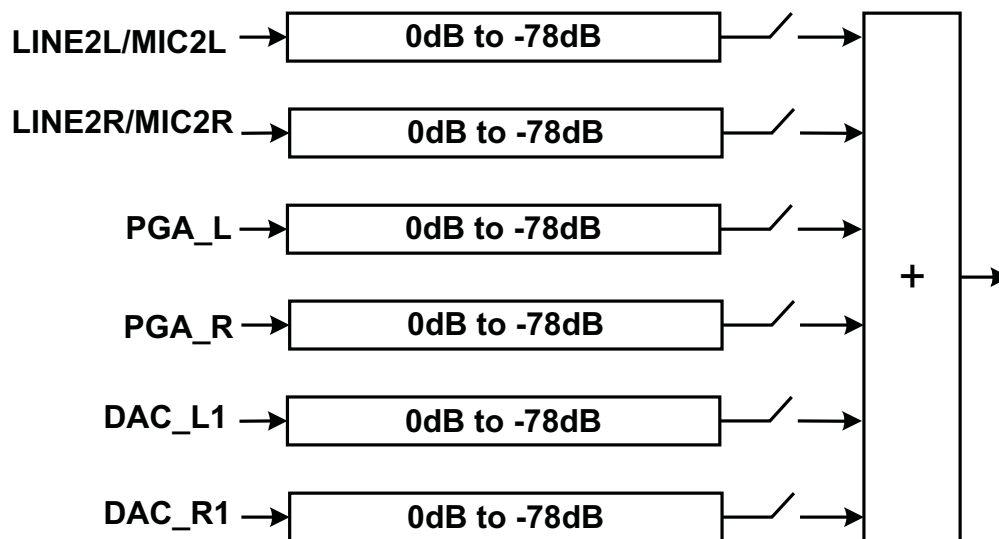 LINE2L/MIC2L 0dB to -78dB
LINE2R/MIC2R 0dB to -78dB
PGA_L 0dB to -78dB
+
PGA_R 0dB to -78dB
DAC_L1 0dB to -78dB
DAC_R1 0dB to -78dB